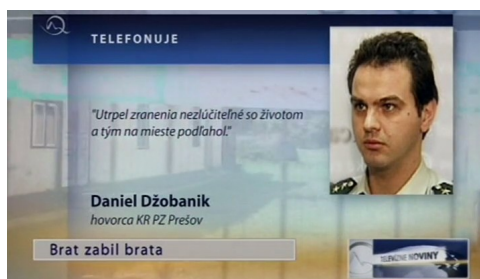 TELEFONUJE
"Utrpel zranenia nezlúčiteľné so životom
a tým na mieste podľahol."
Daniel Džobanik
hovorca KR PZ Prešov
Brat zabil brata
TELEVÍZNE NOVINY